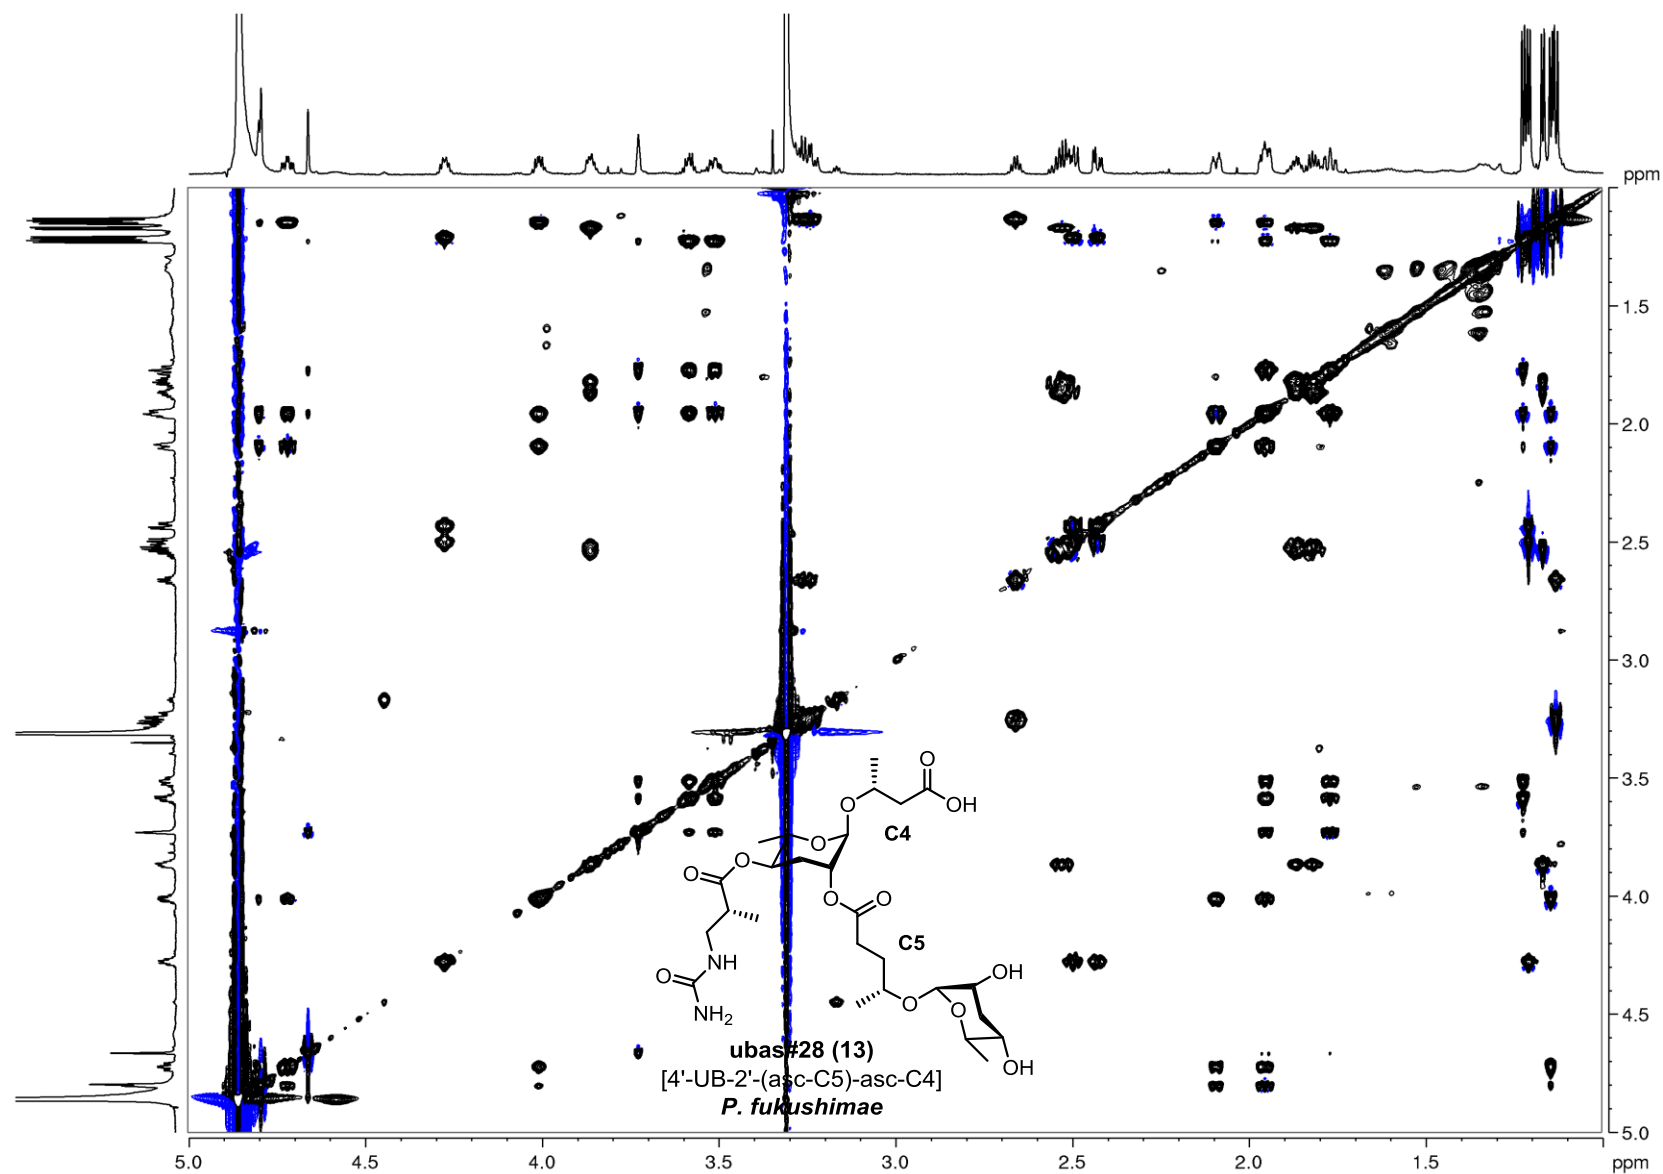 ppm
1.5
2.0
2.5
3.0
3.5
4.0
4.5
5.0
O
OH
O
C4
O
O
O
O
O
C5
NH
O
NH2
OH
O
O
OH
ubas#28 (13)
[4'-UB-2'-(asc-C5)-asc-C4]
P. fukushimae
5.0
4.5
4.0
3.5
3.0
2.5
2.0
1.5
ppm